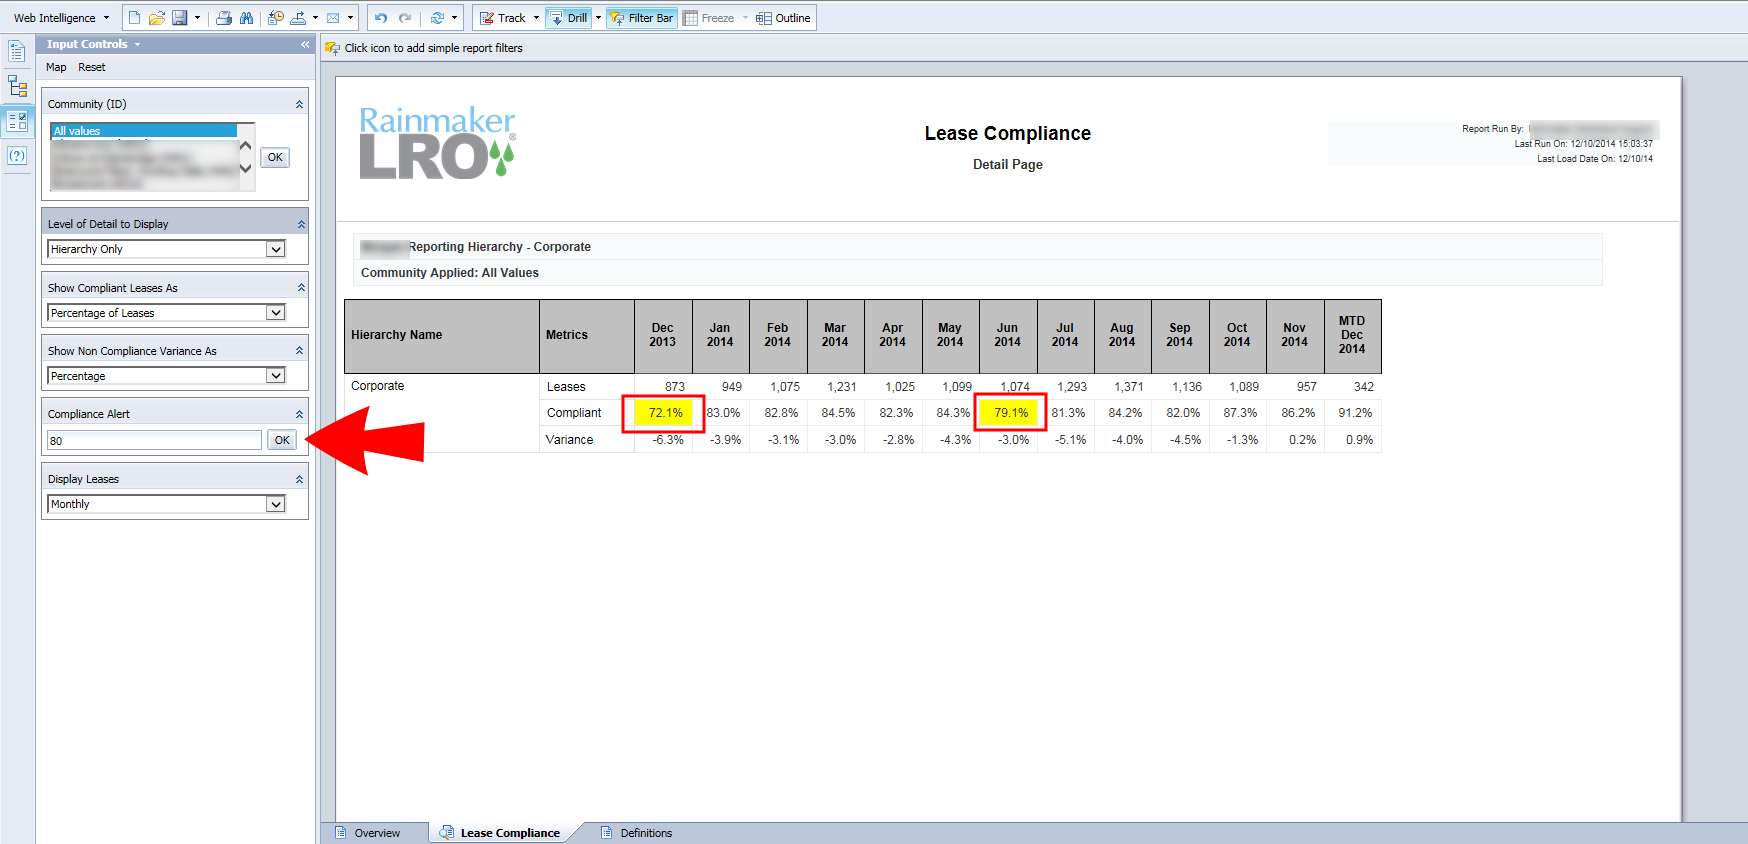 Web Intelligence
Track
Drill
Filter Bar
Freeze
Outline
Input Controls
Map Reset
Community (ID)
All values
OK
Level of Detail to Display
Hierarchy Only
Show Compliant Leases As
Percentage of Leases
Show Non Compliance Variance As
Percentage
Compliance Alert
80
OK
Display Leases
Monthly
Click icon to add simple report filters
Rainmaker
LRO®
Lease Compliance
Detail Page
Report Run By:
Last Run On: 12/10/2014 15:03:37
Last Load Date On: 12/10/14
Reporting Hierarchy - Corporate
Community Applied: All Values
Hierarchy Name Metrics Dec 2013 Jan 2014 Feb 2014 Mar 2014 Apr 2014 May 2014 Jun 2014 Jul 2014 Aug 2014 Sep 2014 Oct 2014 Nov 2014 MTD Dec 2014
Corporate Leases 873 949 1,075 1,231 1,025 1,099 1,074 1,293 1,371 1,136 1,089 957 342
Compliant 72.1% 83.0% 82.8% 84.5% 82.3% 84.3% 79.1% 81.3% 84.2% 82.0% 87.3% 86.2% 91.2%
Variance -6.3% -3.9% -3.1% -3.0% -2.8% -4.3% -3.0% -5.1% -4.0% -4.5% -1.3% 0.2% 0.9%
Overview
Lease Compliance
Definitions